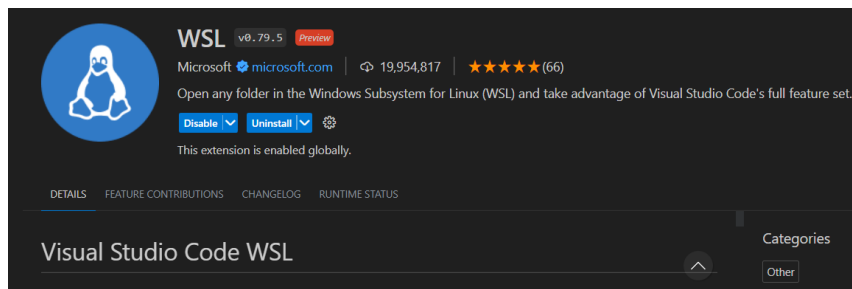 WSL v0.79.5 Preview
Microsoft microsoft.com | 19,954,817 | ★★★★★(66)
Open any folder in the Windows Subsystem for Linux (WSL) and take advantage of Visual Studio Code's full feature set.
Disable Uninstall
This extension is enabled globally.
DETAILS FEATURE CONTRIBUTIONS CHANGELOG RUNTIME STATUS
Visual Studio Code WSL
Categories
Other